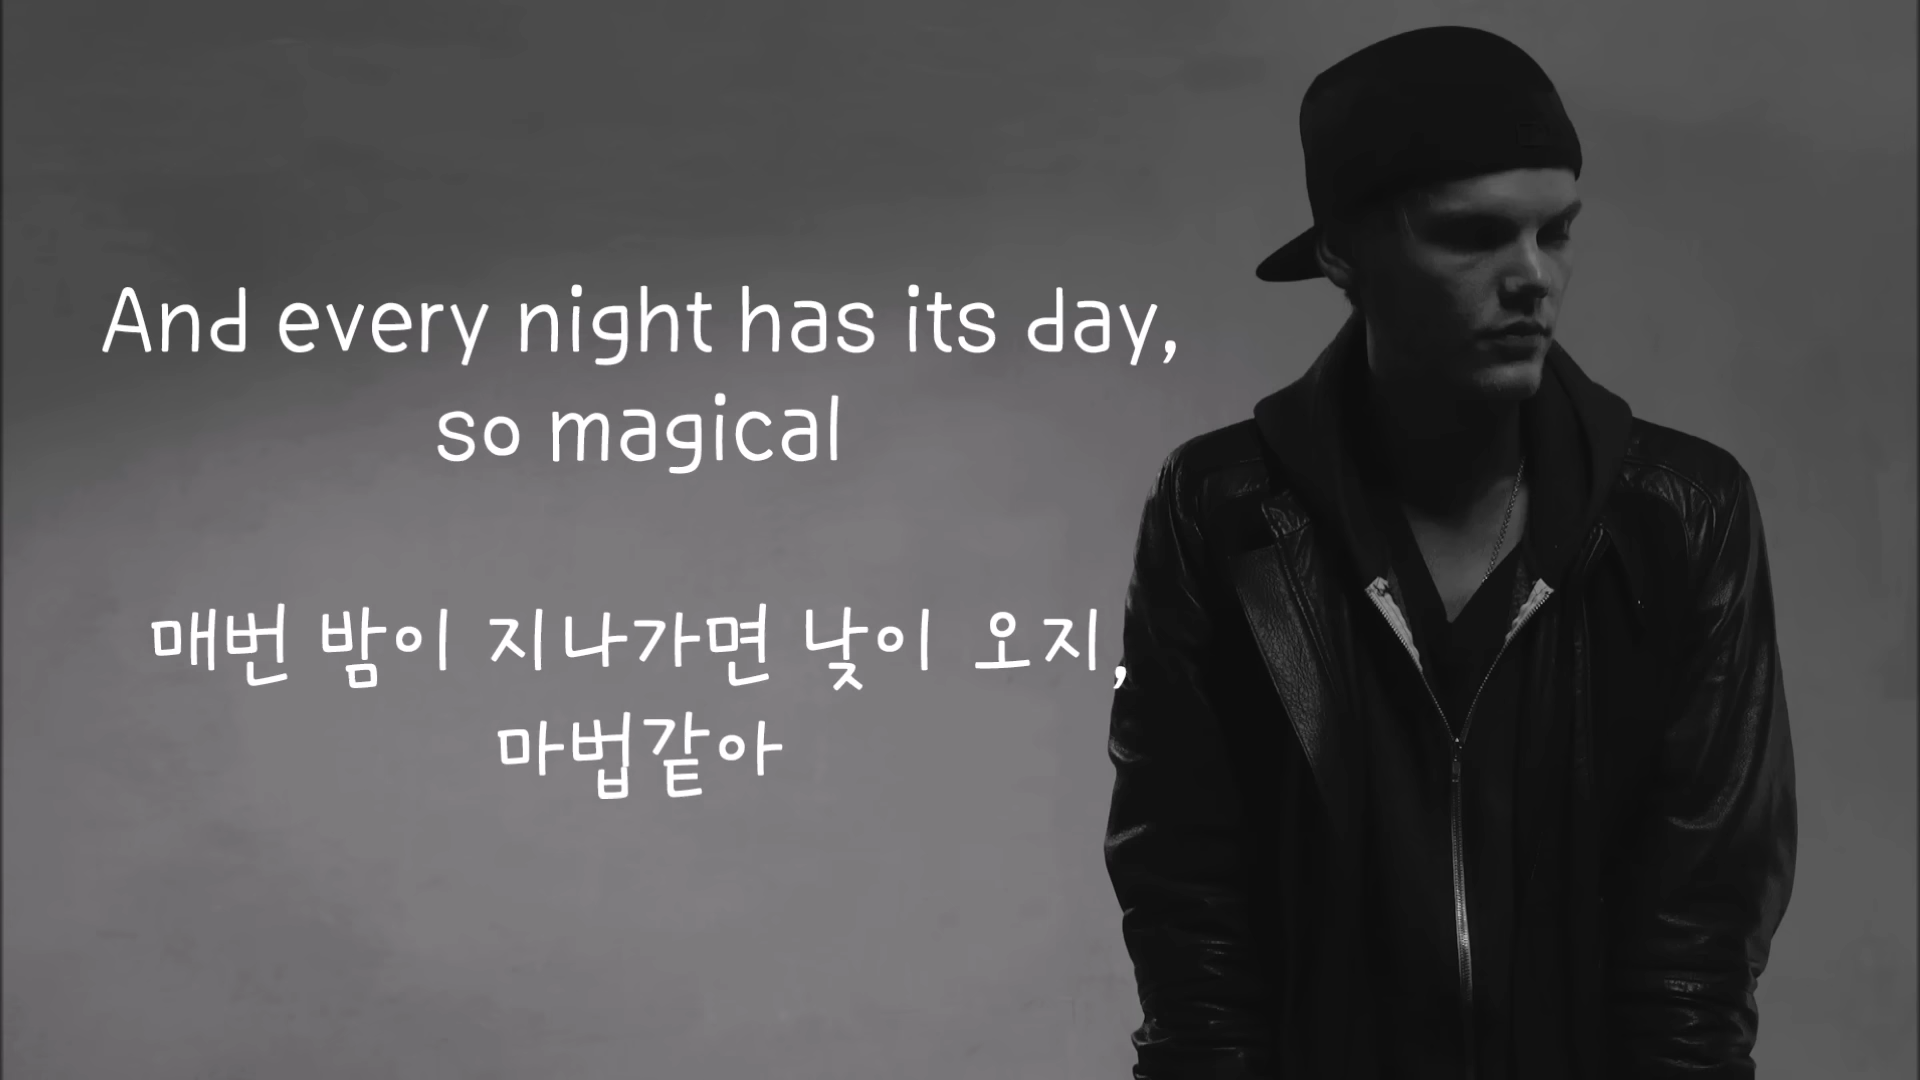 And every night has its day,
so magical
매번 밤이 지나가면 낮이 오지,
마법같아